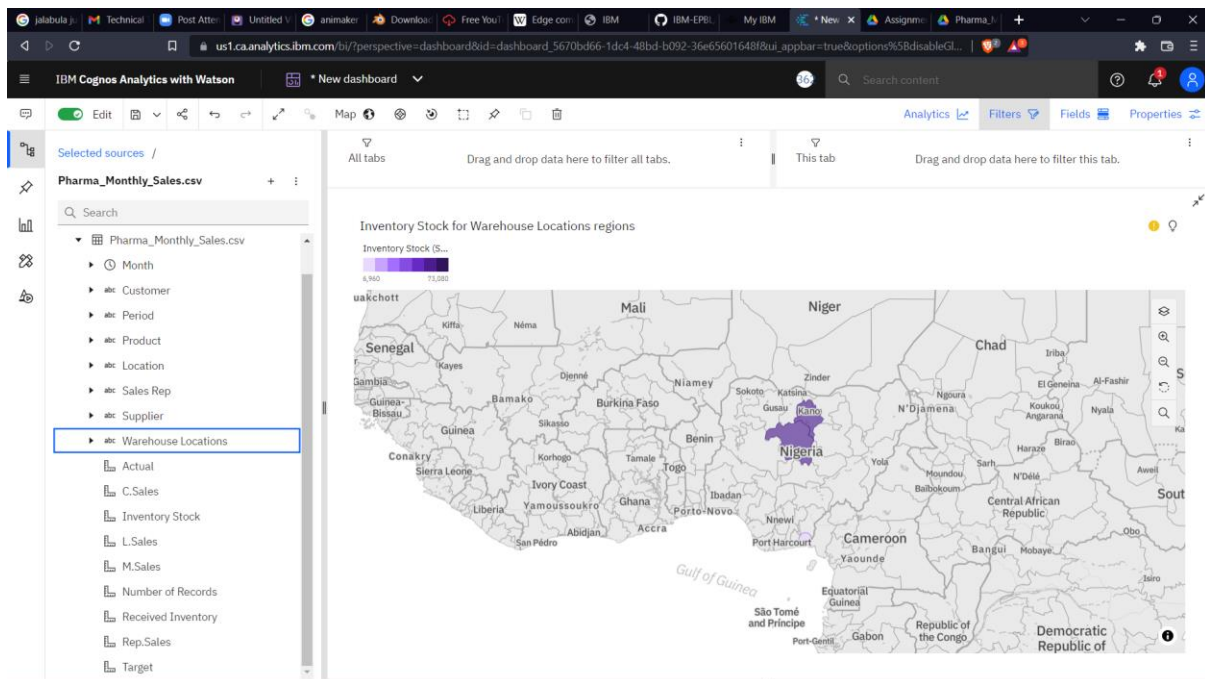 jalabula ju
Technical
Post Atten
Untitled V
animaker
Download
Free YouT
Edge com
IBM
IBM-EPBL
My IBM
* New
Assignme
Pharma_M
us1.ca.analytics.ibm.com/bi/?perspective=dashboard&id=dashboard_5670bd66-1dc4-48bd-b092-36e65601648f&ui_appbar=true&options%5BdisableGl...
IBM Cognos Analytics with Watson
* New dashboard
36
Search content
1
Edit
Map
Analytics
Filters
Fields
Properties
Selected sources /
Pharma_Monthly_Sales.csv
Search
Pharma_Monthly_Sales.csv
Month
abc Customer
abc Period
abc Product
abc Location
abc Sales Rep
abc Supplier
abc Warehouse Locations
Actual
C.Sales
Inventory Stock
L.Sales
M.Sales
Number of Records
Received Inventory
Rep.Sales
Target
All tabs
Drag and drop data here to filter all tabs.
This tab
Drag and drop data here to filter this tab.
Inventory Stock for Warehouse Locations regions
Inventory Stock (S...
6,960 73,080
uakchott
Mali
Niger
Kiffa
Néma
Chad
Iriba
Senegal
Kayes
Djenné
Niamey
Zinder
Gambia
Sokoto
Katsina
El Geneina
Al-Fashir
Guinea-
Bissau
Bamako
Burkina Faso
Gusau
Kano
N'Djamena
Ngoura
Koukou
Angarana
Nyala
Guinea
Sikasso
Benin
Nigeria
Haraze
Birao
Conakry
Korhogo
Tamale
Togo
Yola
Sarh
Sierra Leone
Moundou
N'Délé
Aweil
Ivory Coast
Ibadan
Baïbokoum
Central African
Republic
Sout
Liberia
Yamoussoukro
Ghana
Porto-Novo
Nnewi
Abidjan
Accra
San Pédro
Port Harcourt
Cameroon
Yaounde
Bangui
Mobaye
Obo
Gulf of Guinea
Equatorial
Guinea
Isiro
São Tomé
and Príncipe
Port-Gentil
Gabon
Republic of
the Congo
Democratic
Republic of